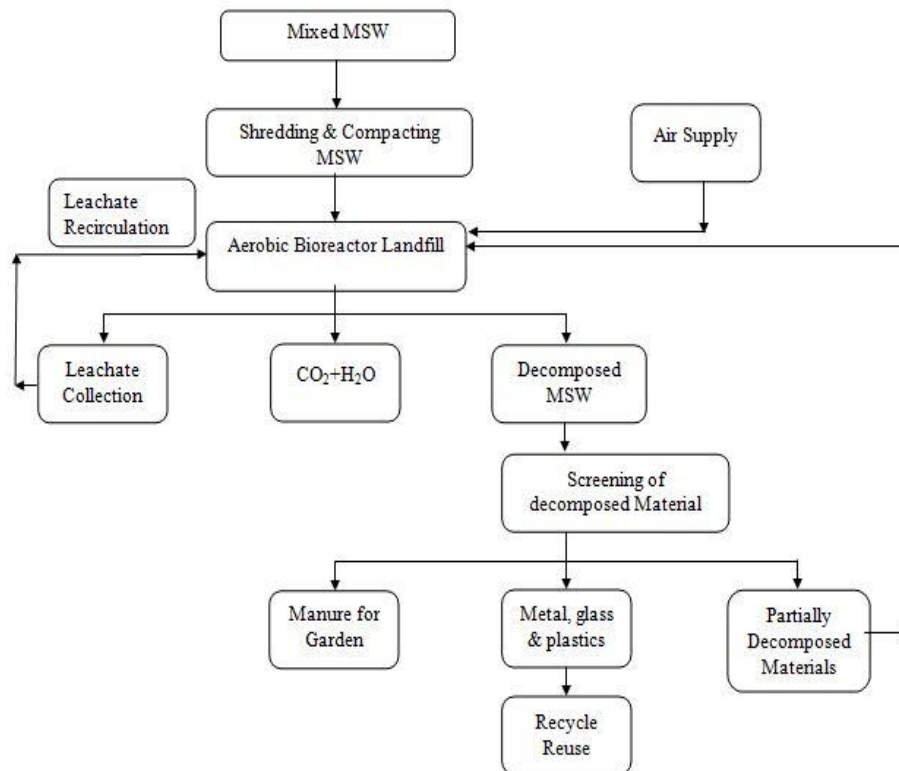 Mixed MSW
Shredding & Compacting
MSW
Air Supply
Leachate
Recirculation
Aerobic Bioreactor Landfill
Leachate
Collection
CO₂+H₂O
Decomposed
MSW
Screening of
decomposed Material
Manure for
Garden
Metal, glass
& plastics
Partially
Decomposed
Materials
Recycle
Reuse